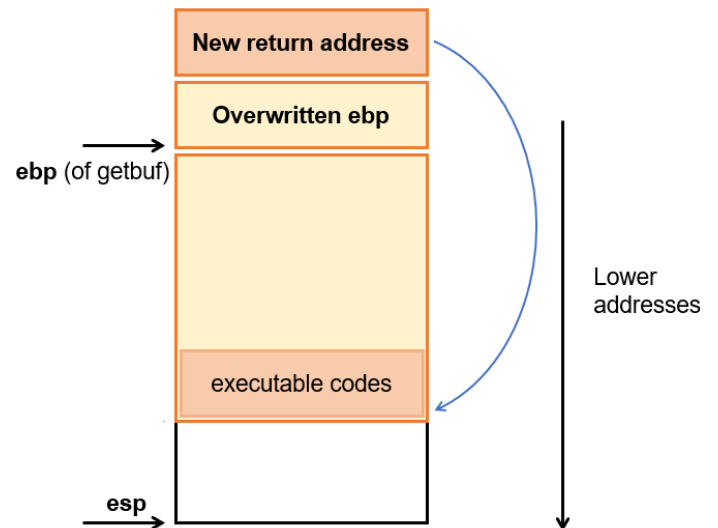 New return address
Overwritten ebp
ebp (of getbuf)
Lower
addresses
executable codes
esp